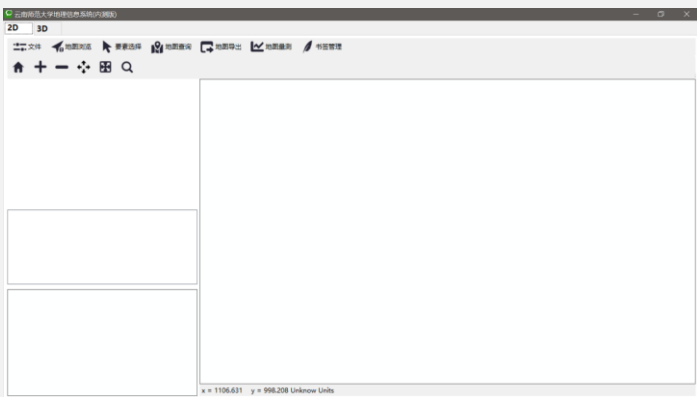 云南师范大学地理信息系统(内测版)
2D 3D
文件 地图浏览 要素选择 地图查询 地图导出 地图量测 书签管理
x = 1106.631 y = 998.208 Unknow Units